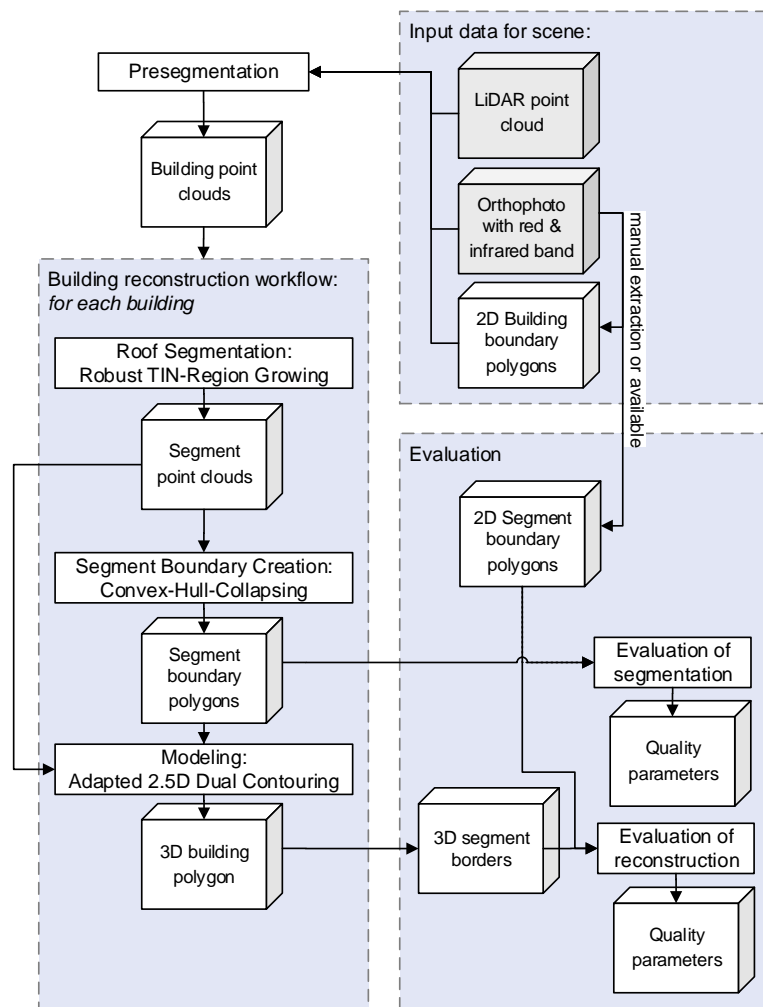 Input data for scene:
Presegmentation
LiDAR point
cloud
Building point
clouds
Orthophoto
with red &
infrared band
manual extraction or available
2D Building
boundary polygons
Building reconstruction workflow:
for each building
Roof Segmentation:
Robust TIN-Region Growing
Segment
point clouds
Segment Boundary Creation:
Convex-Hull-Collapsing
Segment
boundary
polygons
Modeling:
Adapted 2.5D Dual Contouring
3D building
polygon
Evaluation
2D Segment
boundary
polygons
Evaluation of
segmentation
Quality
parameters
3D segment
borders
Evaluation of
reconstruction
Quality
parameters